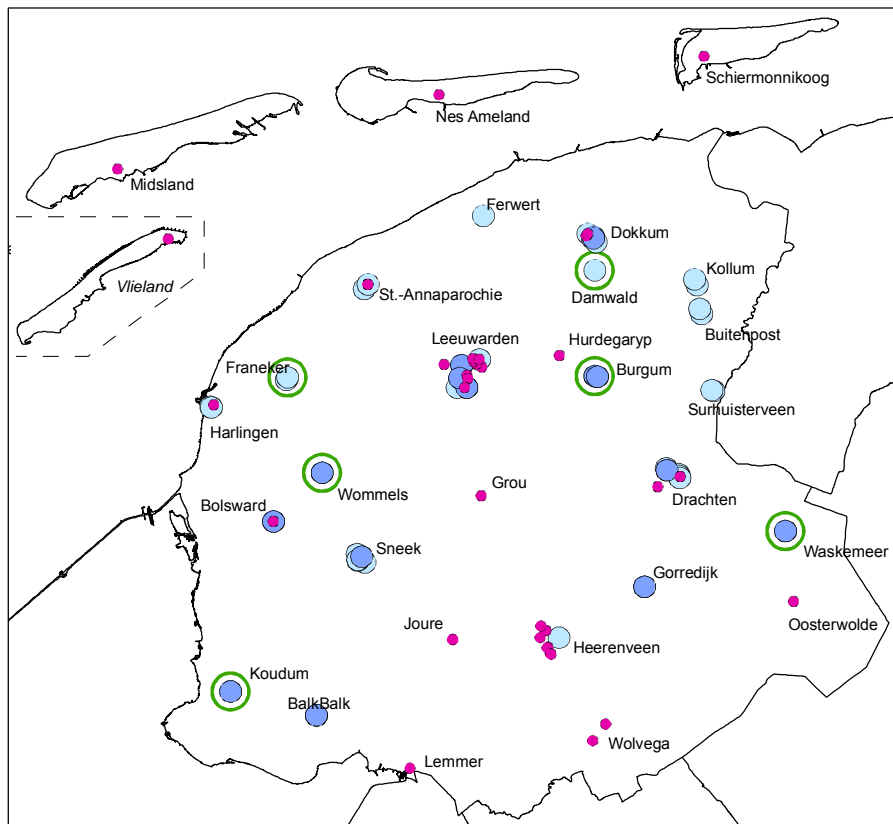 Schiermonnikoog
Nes Ameland
Midsland
Ferwert
Dokkum
Vlieland
Kollum
St.-Annaparochie
Damwald
Buitenpost
Leeuwarden
Hurdegaryp
Franeker
Burgum
Surhuisterveen
Harlingen
Wommels
Grou
Drachten
Bolsward
Sneek
Waskemeer
Gorredijk
Oosterwolde
Joure
Heerenveen
Koudum
BalkBalk
Wolvega
Lemmer